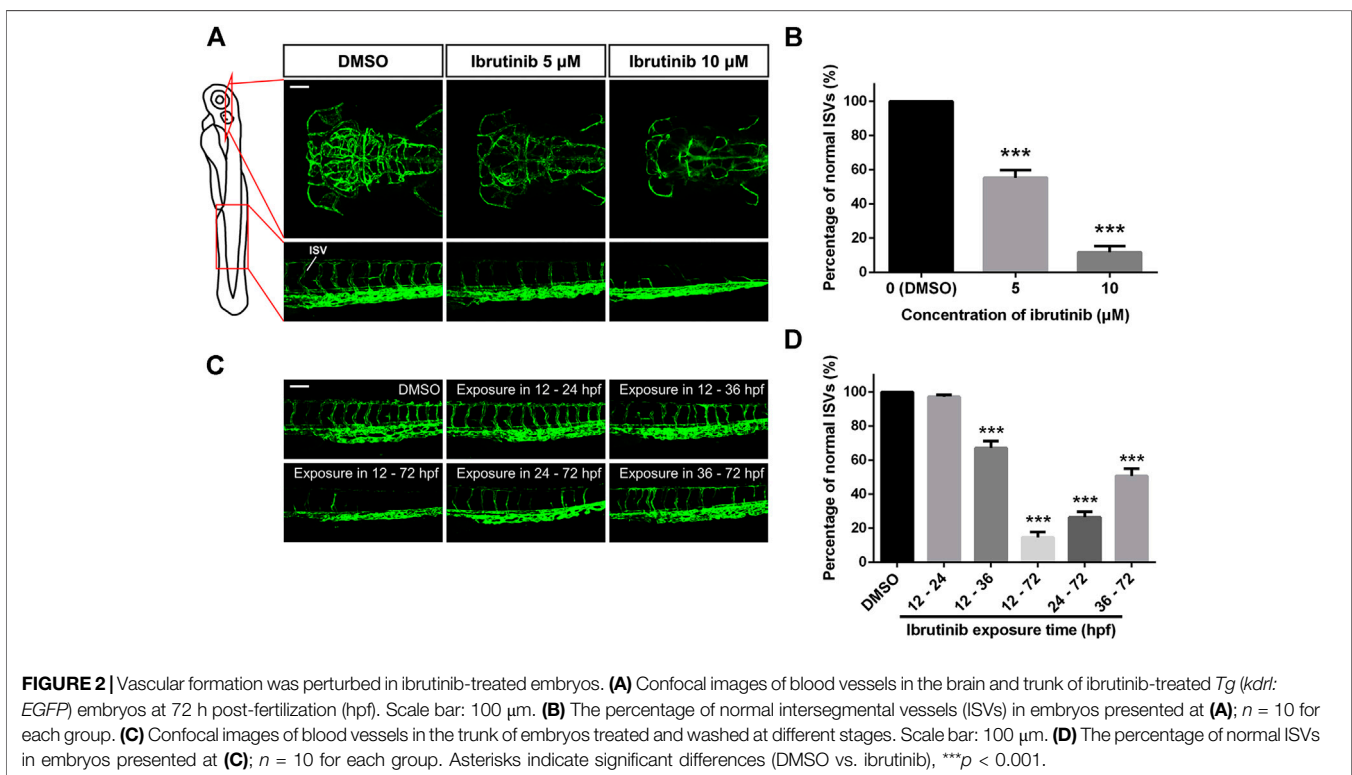 A
DMSO
Ibrutinib 5 µM
Ibrutinib 10 µM
ISV
B
Percentage of normal ISVs (%)
100
80
60
40
20
0
***
***
0 (DMSO)
5
10
Concentration of ibrutinib (µM)
C
DMSO
Exposure in 12 - 24 hpf
Exposure in 12 - 36 hpf
Exposure in 12 - 72 hpf
Exposure in 24 - 72 hpf
Exposure in 36 - 72 hpf
D
Percentage of normal ISVs (%)
100
80
60
40
20
0
***
***
***
***
DMSO
12 - 24
12 - 36
12 - 72
24 - 72
36 - 72
Ibrutinib exposure time (hpf)
FIGURE 2 | Vascular formation was perturbed in ibrutinib-treated embryos. (A) Confocal images of blood vessels in the brain and trunk of ibrutinib-treated Tg (kdrl:
EGFP) embryos at 72 h post-fertilization (hpf). Scale bar: 100 µm. (B) The percentage of normal intersegmental vessels (ISVs) in embryos presented at (A); n = 10 for
each group. (C) Confocal images of blood vessels in the trunk of embryos treated and washed at different stages. Scale bar: 100 µm. (D) The percentage of normal ISVs
in embryos presented at (C); n = 10 for each group. Asterisks indicate significant differences (DMSO vs. ibrutinib), ***p < 0.001.